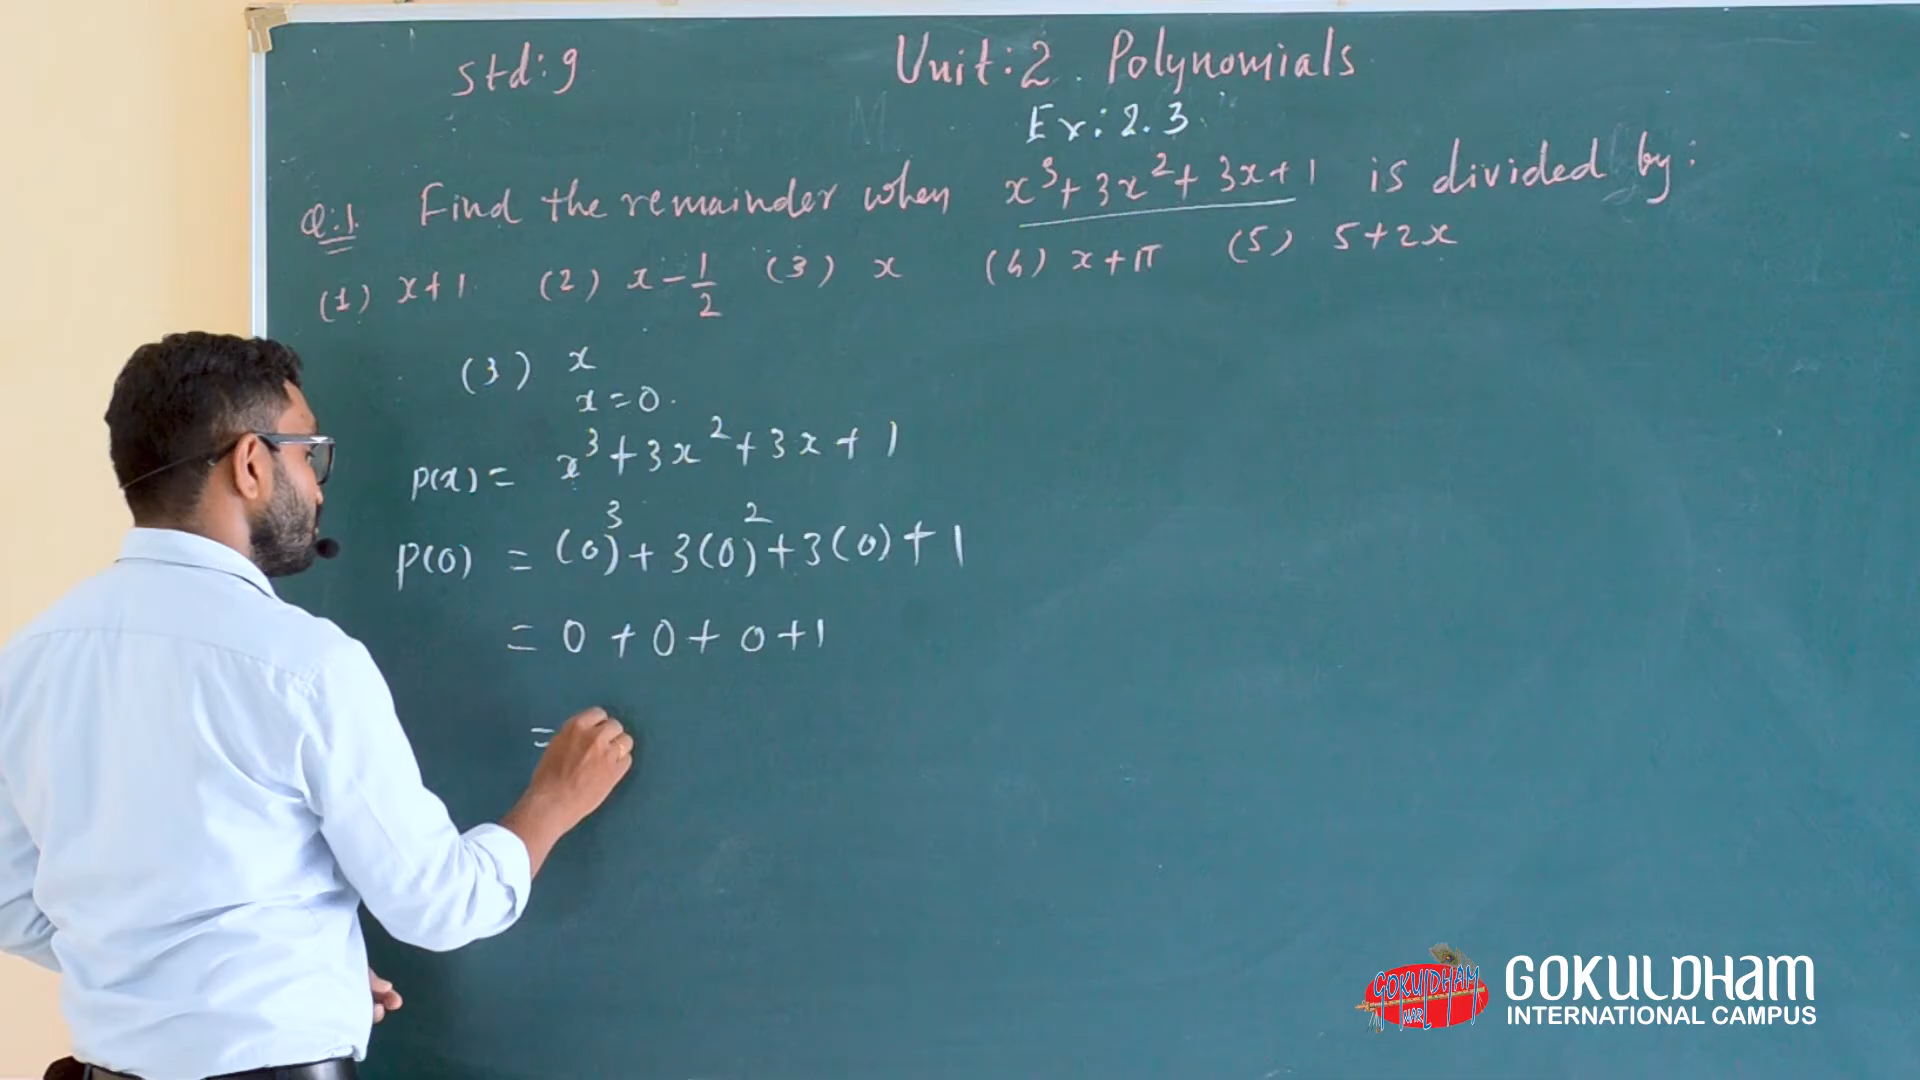 Std:9 Unit:2. Polynomials
Ex:2.3
Q:1. Find the remainder when x³+3x²+3x+1 is divided by:
(1) x+1 (2) x-1/2 (3) x (4) x+π (5) 5+2x
(3) x
x=0.
P(x)= x³+3x²+3x+1
P(0) = (0)³+3(0)²+3(0)+1
= 0+0+0+1
=
GOKULDHAM
NAR
GOKULDHAM
INTERNATIONAL CAMPUS